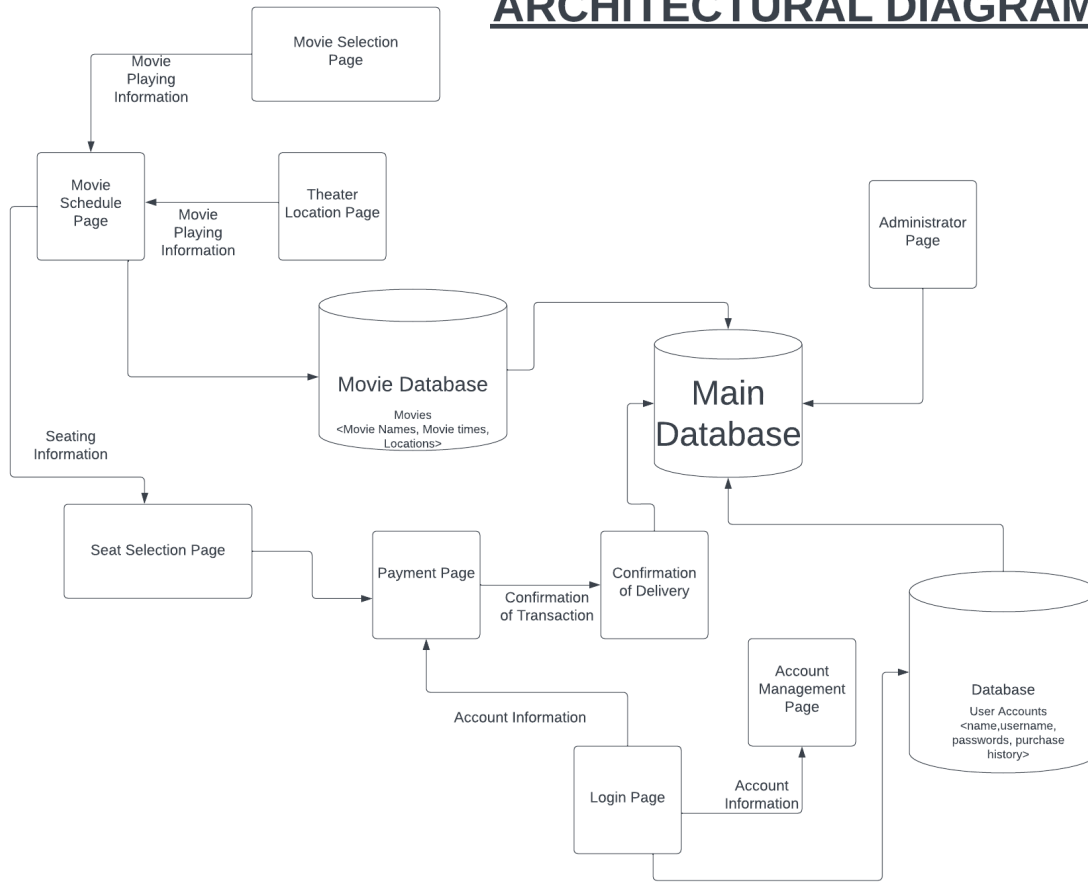 ARCHITECTURAL DIAGRAM
Movie Selection
Page
Movie
Playing
Information
Movie
Schedule
Page
Theater
Location Page
Movie
Playing
Information
Administrator
Page
Movie Database
Movies
<Movie Names, Movie times,
Locations>
Main
Database
Seating
Information
Seat Selection Page
Payment Page
Confirmation
of Transaction
Confirmation
of Delivery
Account Information
Account
Management
Page
Database
User Accounts
<name,username,
passwords, purchase
history>
Login Page
Account
Information